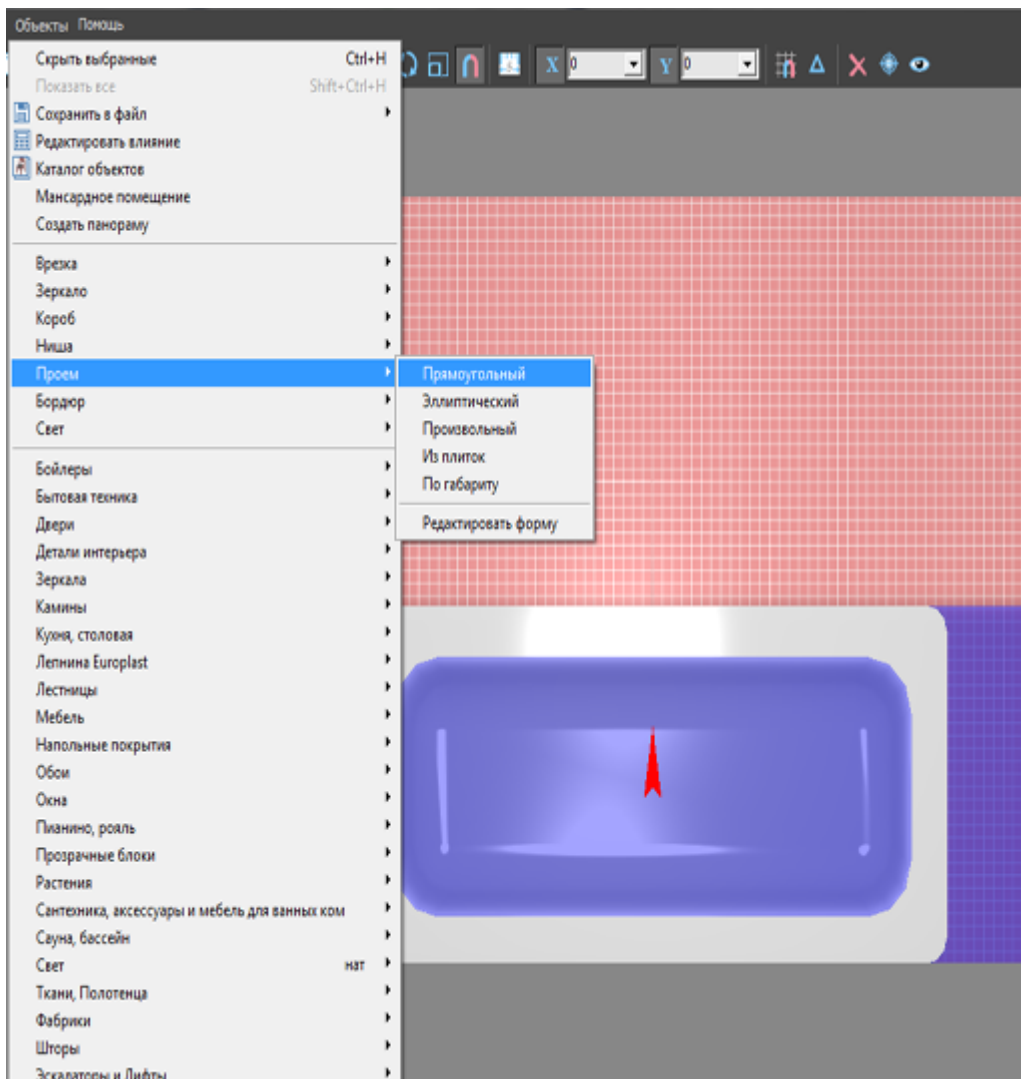 Объекты Помощь
Скрыть выбранные Ctrl+H
X 0 Y 0
Показать все Shift+Ctrl+H
Сохранить в файл
Редактировать влияние
Каталог объектов
Мансардное помещение
Создать панораму
Врезка
Зеркало
Короб
Ниша
Проем
Прямоугольный
Бордюр
Эллиптический
Свет
Произвольный
Из плиток
Бойлеры
По габариту
Бытовая техника
Двери
Редактировать форму
Детали интерьера
Зеркала
Камины
Кухня, столовая
Лепнина Europlast
Лестницы
Мебель
Напольные покрытия
Обои
Окна
Пианино, рояль
Прозрачные блоки
Растения
Сантехника, аксессуары и мебель для ванных ком
Сауна, бассейн
Свет нат
Ткани, Полотенца
Фабрики
Шторы
Эскалаторы и Лифты